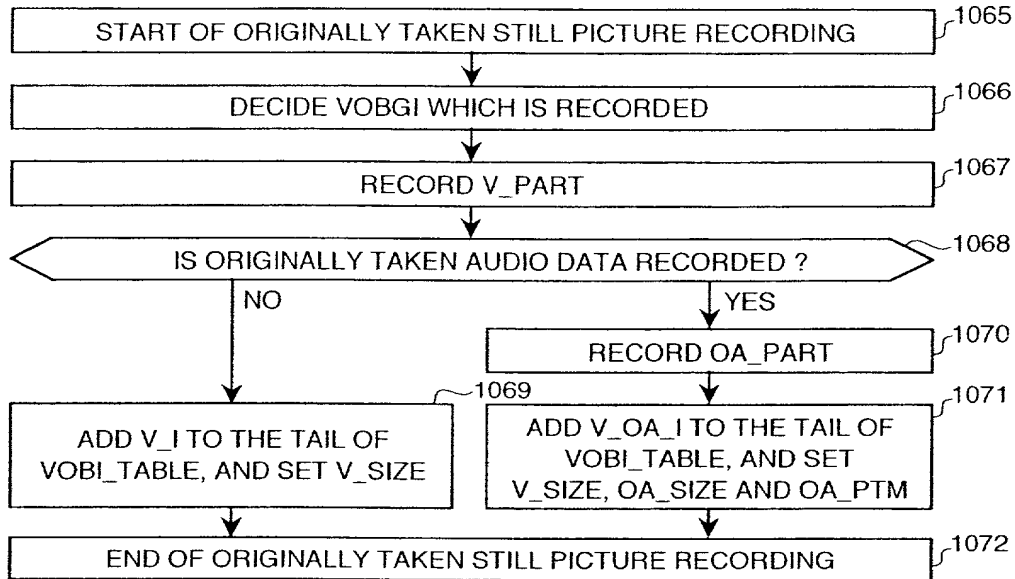 1065
START OF ORIGINALLY TAKEN STILL PICTURE RECORDING
1066
DECIDE VOBGI WHICH IS RECORDED
1067
RECORD V_PART
1068
IS ORIGINALLY TAKEN AUDIO DATA RECORDED ?
NO
YES
1070
RECORD OA_PART
1069
ADD V_I TO THE TAIL OF
VOBI_TABLE, AND SET V_SIZE
1071
ADD V_OA_I TO THE TAIL OF
VOBI_TABLE, AND SET
V_SIZE, OA_SIZE AND OA_PTM
1072
END OF ORIGINALLY TAKEN STILL PICTURE RECORDING